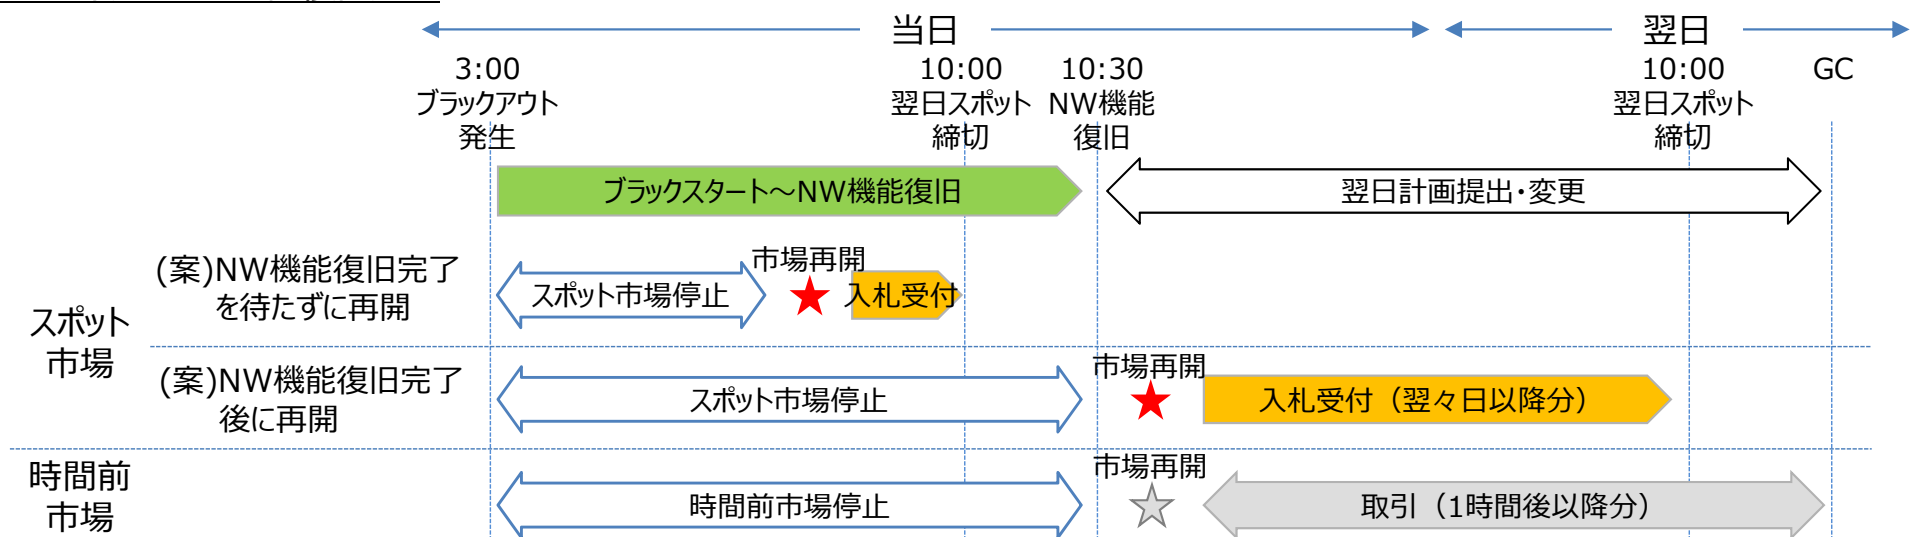 当日
翌日
3:00
ブラックアウト
発生
10:00
翌日スポット
締切
10:30
NW機能
復旧
10:00
翌日スポット
締切
GC
ブラックスタート～NW機能復旧
翌日計画提出・変更
スポット
市場
(案)NW機能復旧完了
を待たずに再開
スポット市場停止
市場再開
入札受付
(案)NW機能復旧完了
後に再開
スポット市場停止
市場再開
入札受付（翌々日以降分）
時間前
市場
時間前市場停止
市場再開
取引（1時間後以降分）